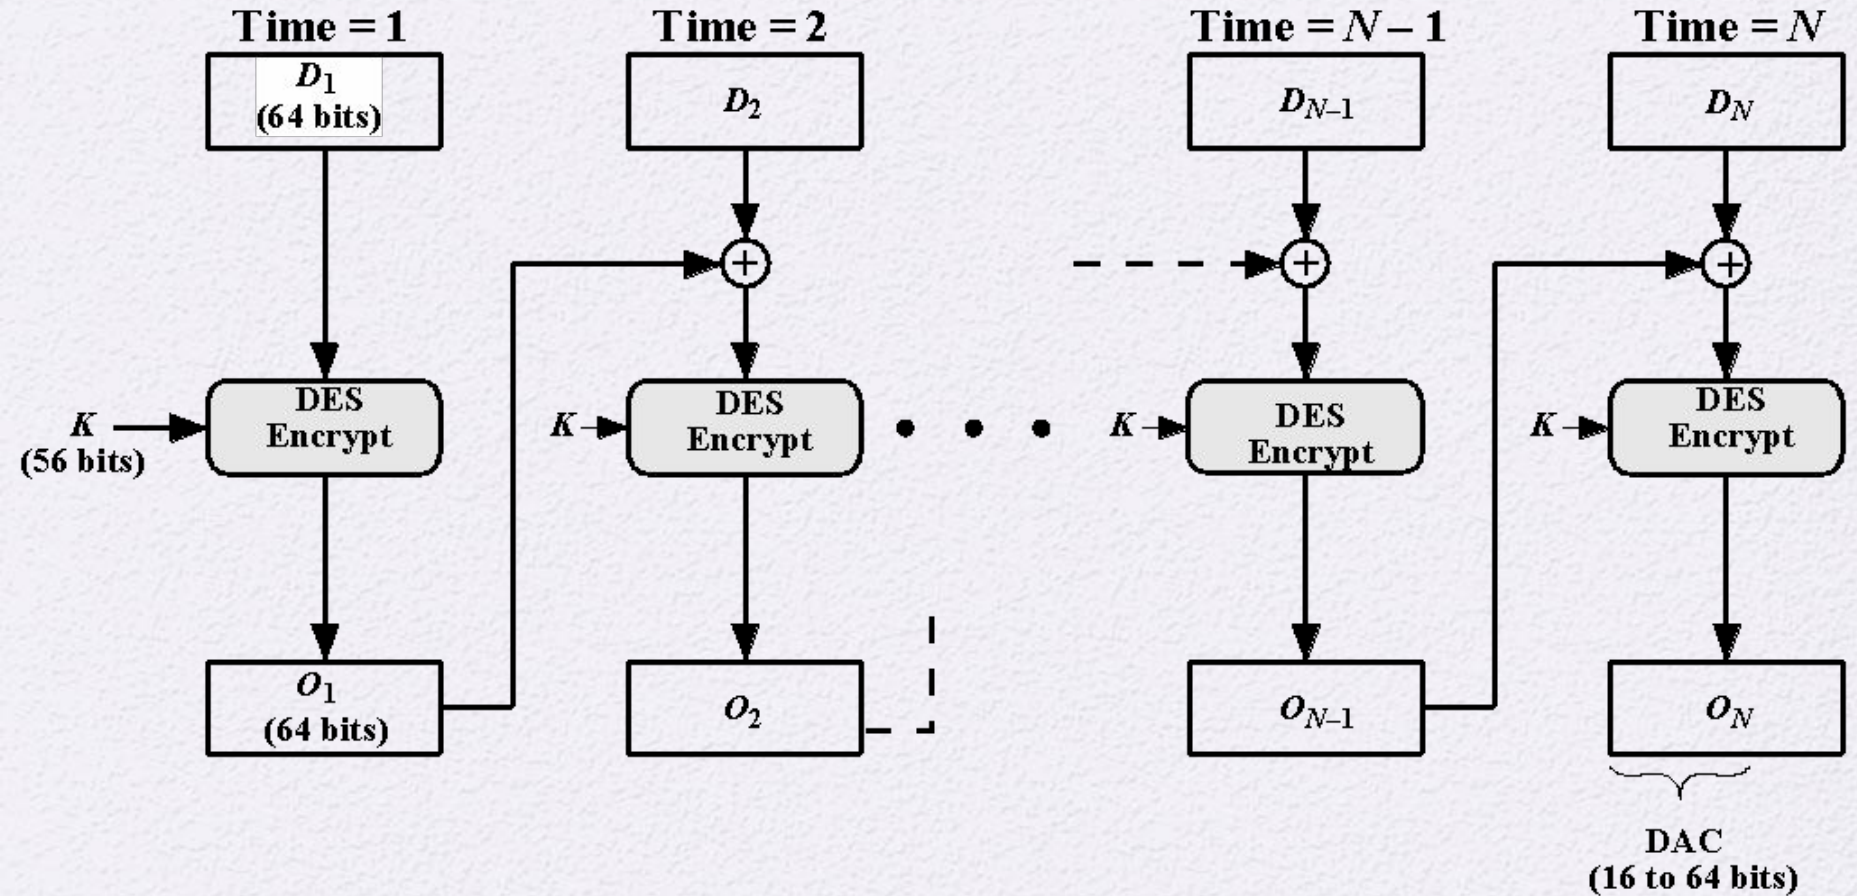 Time = 1
Time = 2
Time = N – 1
Time = N
D1
(64 bits)
D2
DN–1
DN
+
+
+
K
(56 bits)
DES
Encrypt
K
DES
Encrypt
K
DES
Encrypt
K
DES
Encrypt
O1
(64 bits)
O2
ON–1
ON
DAC
(16 to 64 bits)